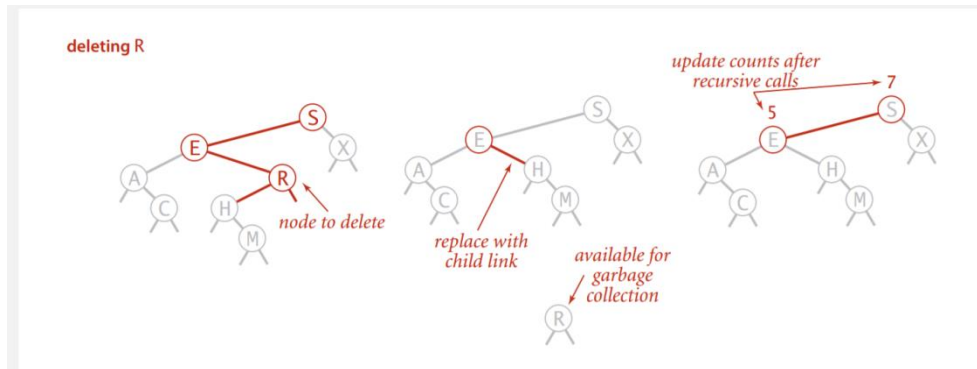 deleting R
S
E
X
A
R
C
H
M
node to delete
S
E
X
A
H
C
M
replace with
child link
available for
garbage
collection
R
update counts after
recursive calls
7
5
S
E
X
A
H
C
M